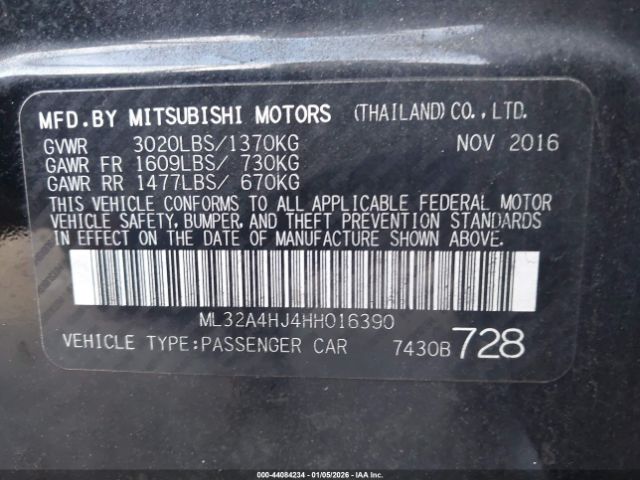 MFD.BY MITSUBISHI MOTORS (THAILAND)CO.,LTD.
GVWR 3020LBS/1370KG NOV 2016
GAWR FR 1609LBS/ 730KG
GAWR RR 1477LBS/ 670KG
THIS VEHICLE CONFORMS TO ALL APPLICABLE FEDERAL MOTOR
VEHICLE SAFETY, BUMPER, AND THEFT PREVENTION STANDARDS
IN EFFECT ON THE DATE OF MANUFACTURE SHOWN ABOVE.
ML32A4HJ4HH016390
VEHICLE TYPE:PASSENGER CAR 7430B 728
000-44084234 | 01/05/2026 | IAA Inc.